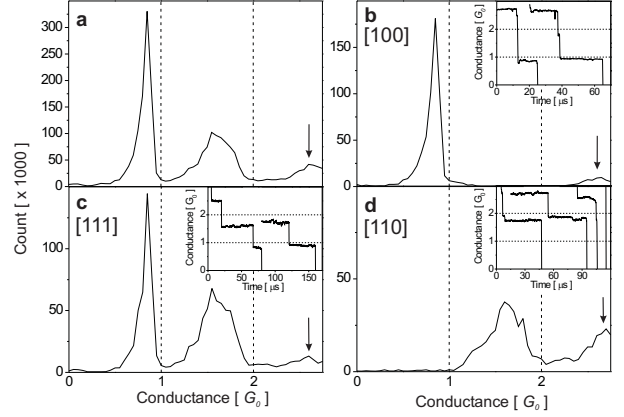 a
300
250
200
150
100
50
0
b
[100]
175
150
100
50
25
0
Conductance [ G₀ ]
2
1
0
0 20 40 60
Time [ μs ]
Count [ x 1000 ]
c
[111]
100
50
0
Conductance [ G₀ ]
2
1
0
0 50 100 150
Time [ μs ]
d
[110]
100
50
0
Conductance [ G₀ ]
2
1
0
0 30 60 90
Time [ μs ]
0 1 2
Conductance [ G₀ ]
0 1 2
Conductance [ G₀ ]